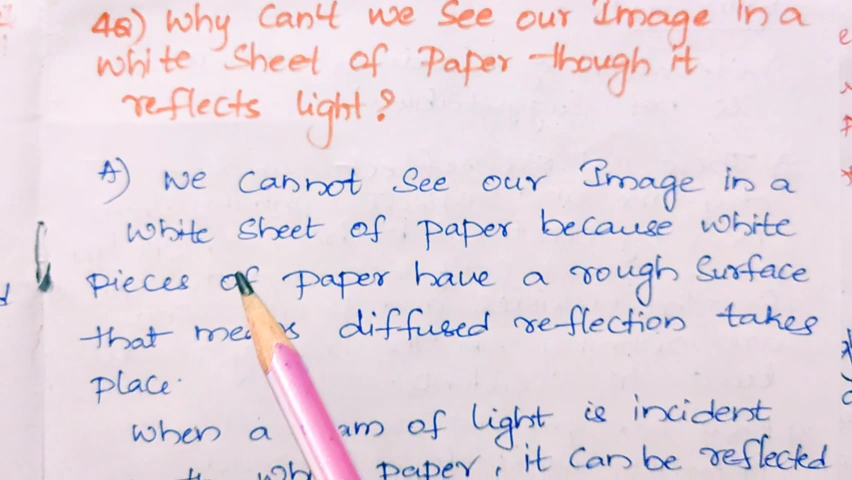 4Q) Why Can't we See our Image in a
white Sheet of Paper though it
reflects light?
A) We cannot See our Image in a
white sheet of paper because white
pieces of paper have a rough Surface
that means diffused reflection takes
place.
When a of light is incident
paper, it can be reflected